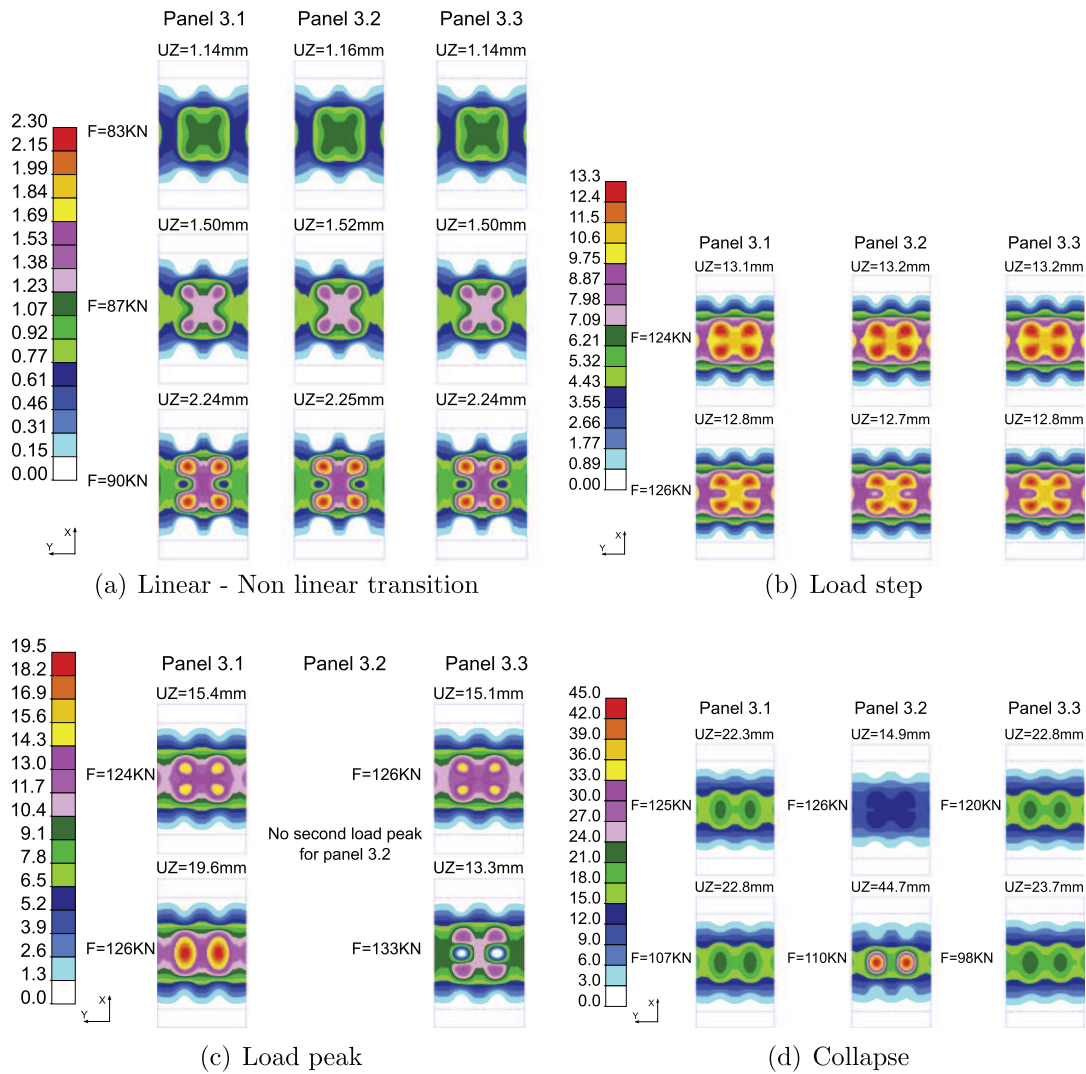 Panel 3.1 Panel 3.2 Panel 3.3
UZ=1.14mm UZ=1.16mm UZ=1.14mm
2.30
2.15
1.99
1.84
1.69
1.53
1.38
1.23
1.07
0.92
0.77
0.61
0.46
0.31
0.15
0.00
F=83KN
UZ=1.50mm UZ=1.52mm UZ=1.50mm
F=87KN
UZ=2.24mm UZ=2.25mm UZ=2.24mm
F=90KN
X
Y
(a) Linear - Non linear transition
13.3
12.4
11.5
10.6
9.75
8.87
7.98
7.09
6.21
5.32
4.43
3.55
2.66
1.77
0.89
0.00
Panel 3.1 Panel 3.2 Panel 3.3
UZ=13.1mm UZ=13.2mm UZ=13.2mm
F=124KN
UZ=12.8mm UZ=12.7mm UZ=12.8mm
F=126KN
X
Y
(b) Load step
19.5
18.2
16.9
15.6
14.3
13.0
11.7
10.4
9.1
7.8
6.5
5.2
3.9
2.6
1.3
0.0
Panel 3.1 Panel 3.2 Panel 3.3
UZ=15.4mm UZ=15.1mm
F=124KN F=126KN
No second load peak
for panel 3.2
UZ=19.6mm UZ=13.3mm
F=126KN F=133KN
X
Y
(c) Load peak
45.0
42.0
39.0
36.0
33.0
30.0
27.0
24.0
21.0
18.0
15.0
12.0
9.0
6.0
3.0
0.0
Panel 3.1 Panel 3.2 Panel 3.3
UZ=22.3mm UZ=14.9mm UZ=22.8mm
F=125KN F=126KN F=120KN
UZ=22.8mm UZ=44.7mm UZ=23.7mm
F=107KN F=110KN F=98KN
X
Y
(d) Collapse